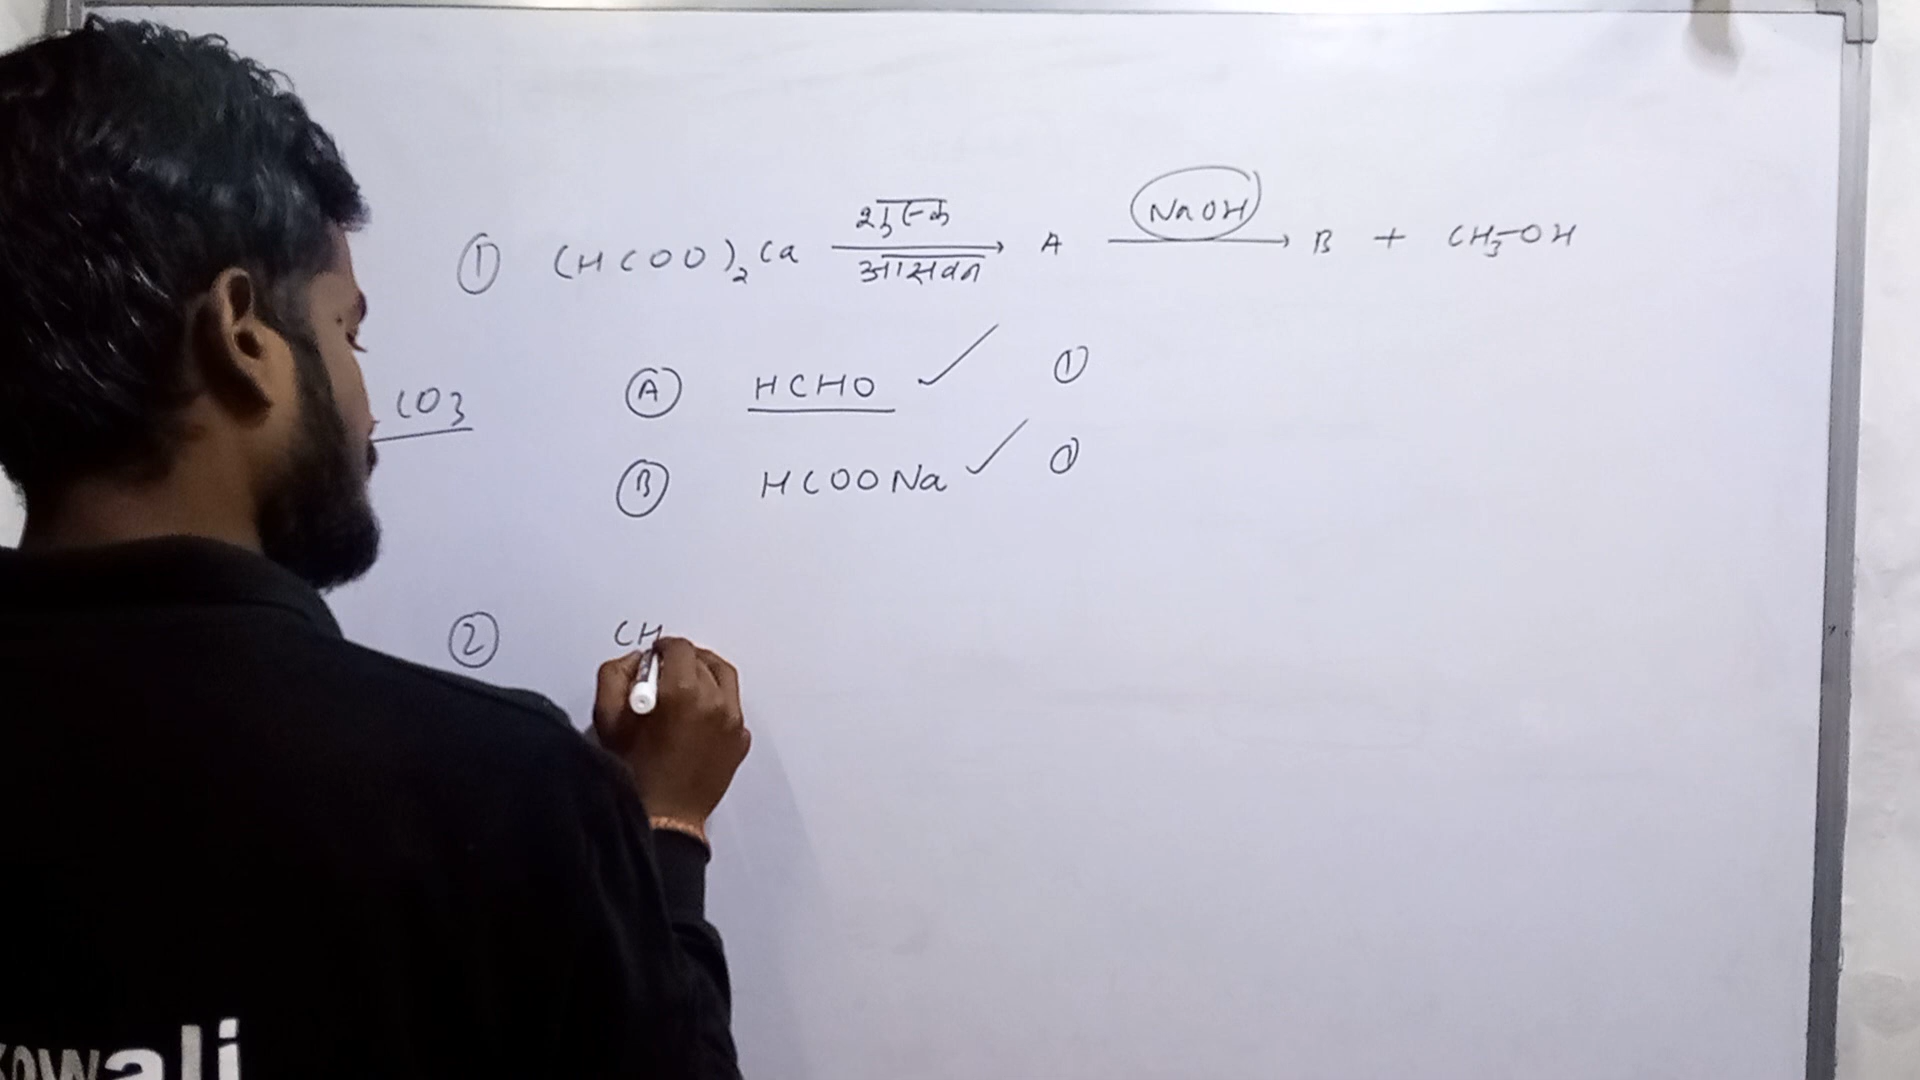 ① (HCOO)₂Ca शुष्क आसवन → A NaOH → B + CH₃-OH
CO3
Ⓐ HCHO ✓ ①
Ⓑ HCOONa ✓ ①
② CH
owali